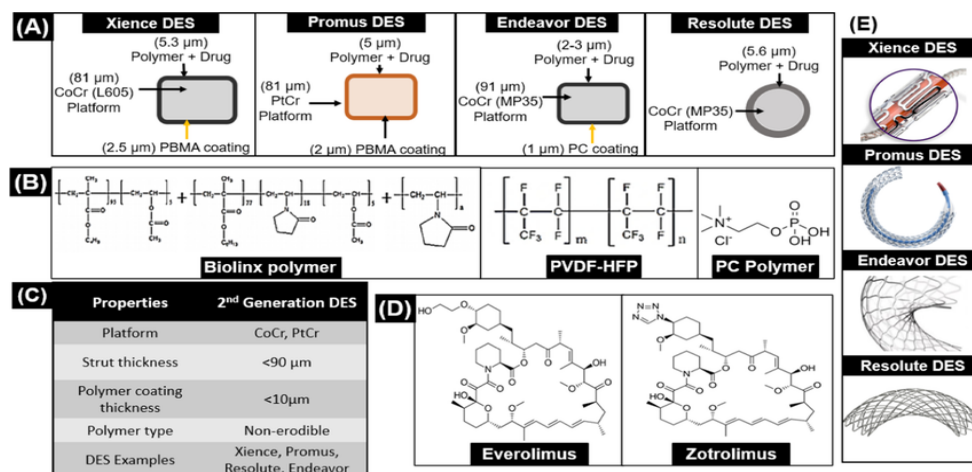 (A)
Xience DES
(5.3 µm)
Polymer + Drug
(81 µm)
CoCr (L605)
Platform
(2.5 µm) PBMA coating
Promus DES
(5 µm)
Polymer + Drug
(81 µm)
PtCr
Platform
(2 µm) PBMA coating
Endeavor DES
(2-3 µm)
Polymer + Drug
(91 µm)
CoCr (MP35)
Platform
(1 µm) PC coating
Resolute DES
(5.6 µm)
Polymer + Drug
CoCr (MP35)
Platform
(B)
Biolinx polymer
F F F F
CF₃ F CF₃ F
m n
PVDF-HFP
N⁺
Cl⁻
O
O P OH
OH
PC Polymer
(C)
Properties 2nd Generation DES
Platform CoCr, PtCr
Strut thickness <90 µm
Polymer coating
thickness <10µm
Polymer type Non-erodible
DES Examples Xience, Promus,
Resolute, Endeavor
(D)
Everolimus
Zotrolimus
(E)
Xience DES
Promus DES
Endeavor DES
Resolute DES